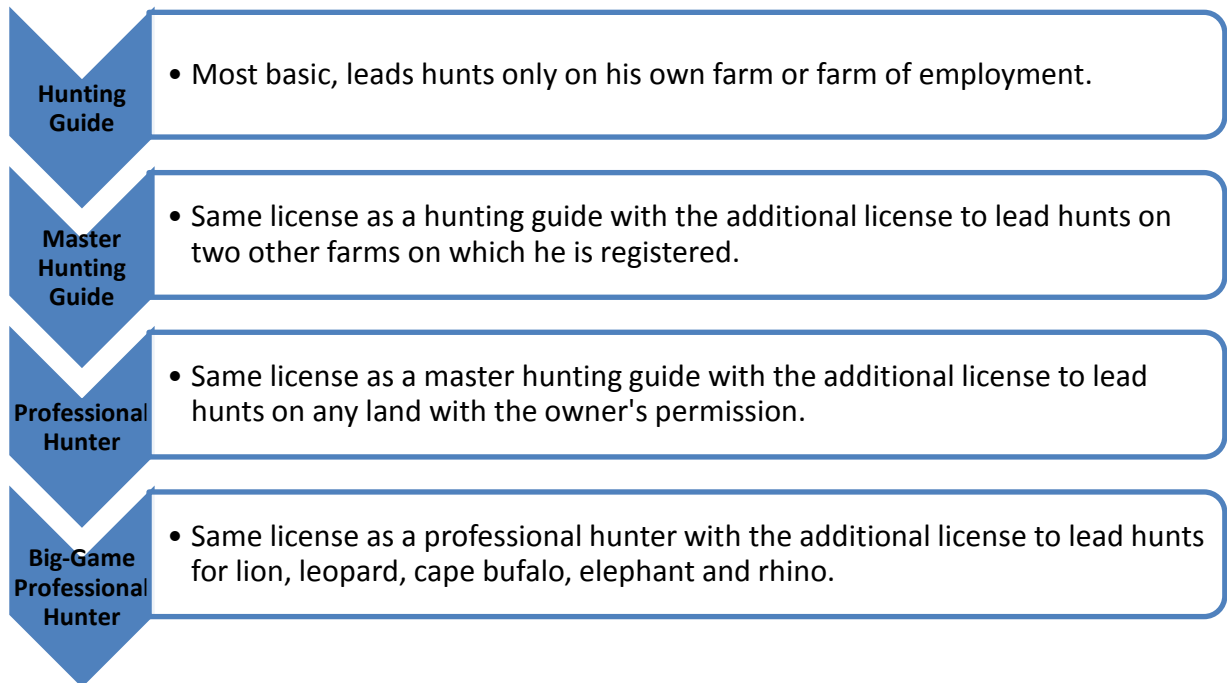 Hunting
Guide
• Most basic, leads hunts only on his own farm or farm of employment.
Master
Hunting
Guide
• Same license as a hunting guide with the additional license to lead hunts on
two other farms on which he is registered.
Professional
Hunter
• Same license as a master hunting guide with the additional license to lead
hunts on any land with the owner's permission.
Big-Game
Professional
Hunter
• Same license as a professional hunter with the additional license to lead hunts
for lion, leopard, cape bufalo, elephant and rhino.